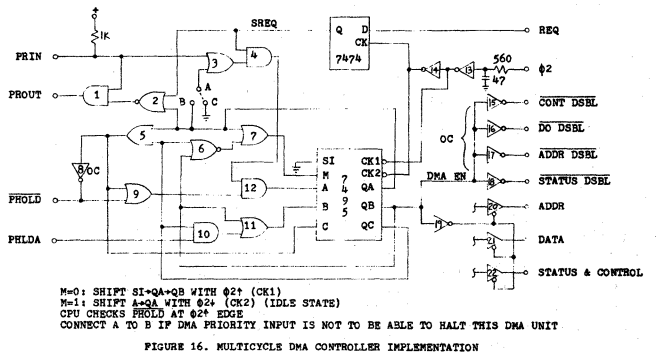 +
1K
SREQ
PRIN
PROUT
PHOLD
PHLDA
1
2
3
4
5
6
7
8
OC
9
10
11
12
A
B
C
Q D
CK
7474
REQ
14
13
560
47
ϕ2
SI
M
A
B
C
7495
CK1
CK2
QA
QB
QC
DMA EN
OC
15
16
17
18
19
20
21
22
CONT DSBL
DO DSBL
ADDR DSBL
STATUS DSBL
ADDR
DATA
STATUS & CONTROL
M=0: SHIFT SI→QA→QB WITH ϕ2↑ (CK1)
M=1: SHIFT A→QA WITH ϕ2↓ (CK2) (IDLE STATE)
CPU CHECKS PHOLD AT ϕ2↑ EDGE
CONNECT A TO B IF DMA PRIORITY INPUT IS NOT TO BE ABLE TO HALT THIS DMA UNIT
FIGURE 16. MULTICYCLE DMA CONTROLLER IMPLEMENTATION